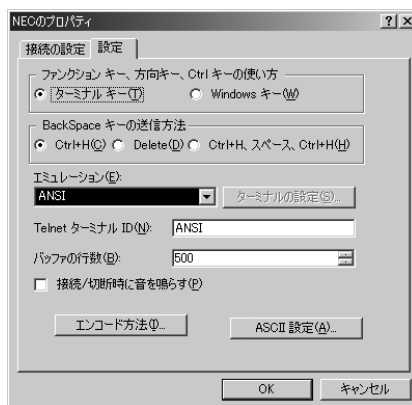 NECのプロパティ
接続の設定 設定
ファンクション キー、方向キー、Ctrl キーの使い方
ターミナル キー(T) Windows キー(W)
BackSpace キーの送信方法
Ctrl+H(C) Delete(D) Ctrl+H、スペース、Ctrl+H(H)
エミュレーション(E):
ANSI ターミナルの設定(S)...
Telnet ターミナル ID(N): ANSI
バッファの行数(B): 500
接続/切断時に音を鳴らす(P)
エンコード方法(I)... ASCII 設定(A)...
OK キャンセル